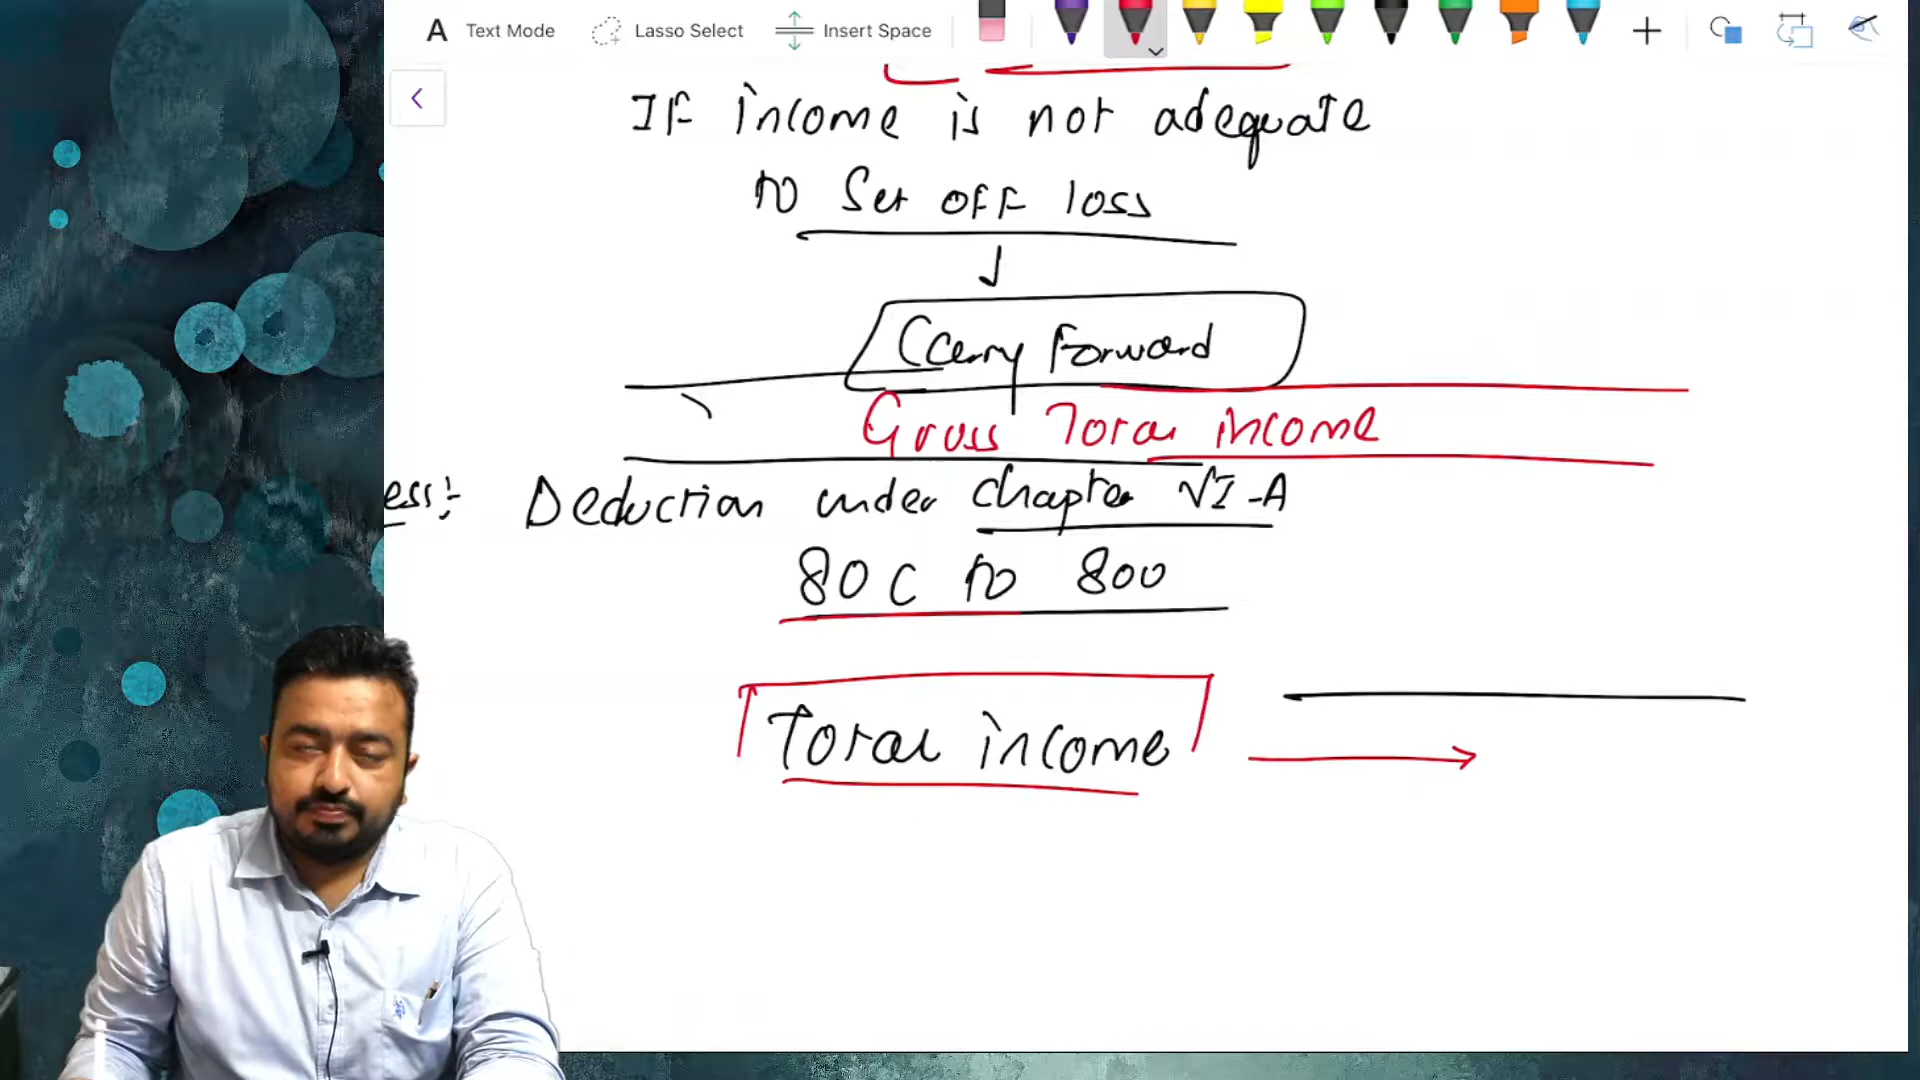 A Text Mode Lasso Select Insert Space
IF income is not adequate
to Set off loss
Carry Forward
Gross Total income
ess:- Deduction under chapter VI-A
80C to 80U
Total income